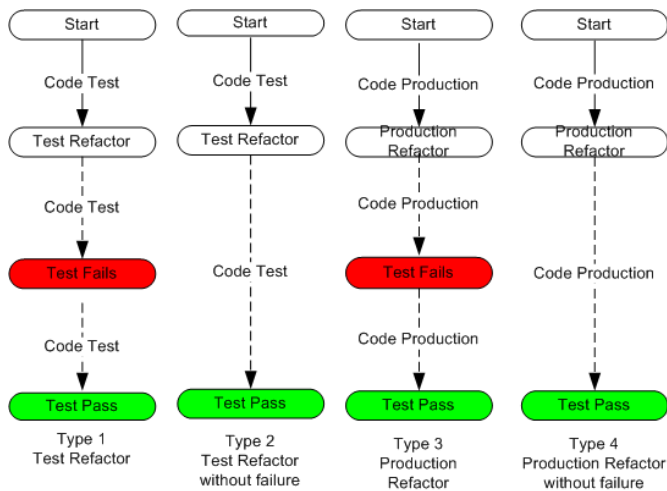 Start
Code Test
Test Refactor
Code Test
Test Fails
Code Test
Test Pass
Type 1
Test Refactor
Start
Code Test
Test Refactor
Code Test
Test Pass
Type 2
Test Refactor
without failure
Start
Code Production
Production
Refactor
Code Production
Test Fails
Code Production
Test Pass
Type 3
Production
Refactor
Start
Code Production
Production
Refactor
Code Production
Test Pass
Type 4
Production Refactor
without failure